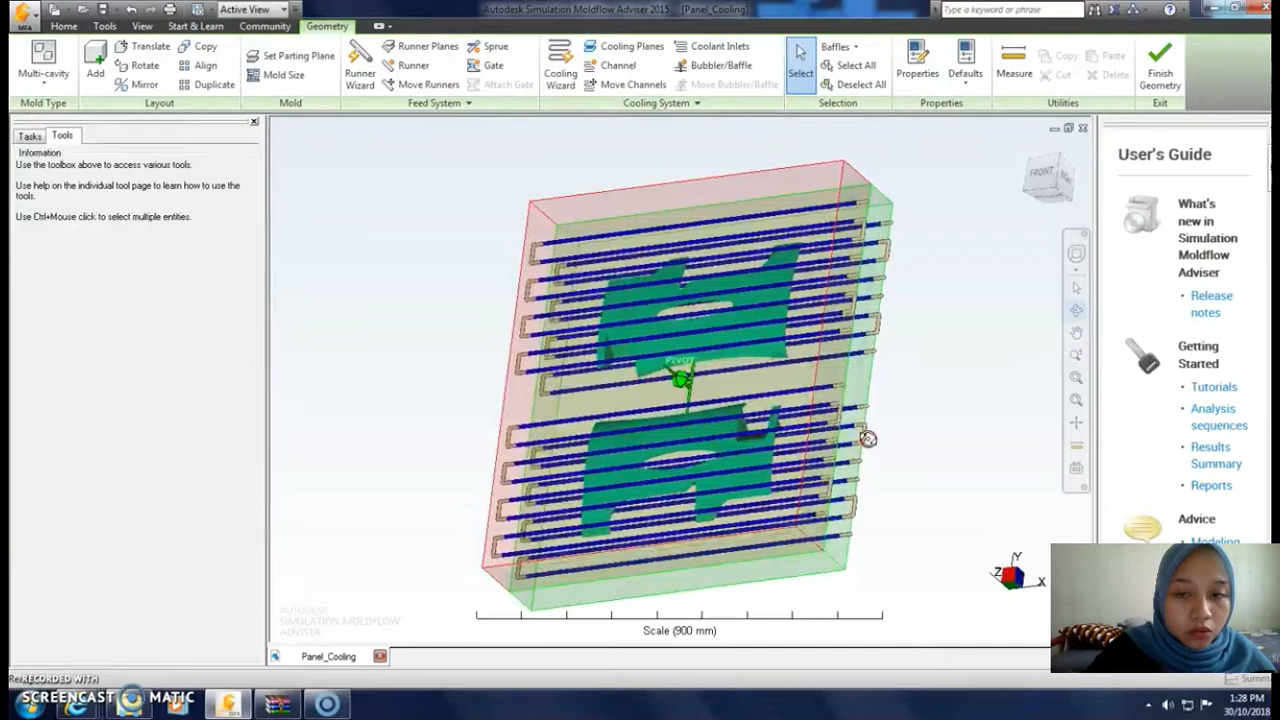 Active View
Autodesk Simulation Moldflow Adviser 2015 [Panel_Cooling]
Type a keyword or phrase
MFA
Home Tools View Start & Learn Community Geometry
Multi-cavity
Mold Type
Add
Translate Copy
Rotate Align
Mirror Duplicate
Layout
Set Parting Plane
Mold Size
Mold
Runner Wizard
Runner Planes Sprue
Runner Gate
Move Runners Attach Gate
Feed System
Cooling Wizard
Cooling Planes Coolant Inlets
Channel Bubbler/Baffle
Move Channels Move Bubbler/Baffle
Cooling System
Select
Baffles
Select All
Deselect All
Selection
Properties
Defaults
Properties
Measure
Copy Paste
Cut Delete
Utilities
Finish Geometry
Exit
Tasks Tools
Information
Use the toolbox above to access various tools.
Use help on the individual tool page to learn how to use the
tools.
Use Ctrl+Mouse click to select multiple entities.
FRONT
PIVOT
Y
Z
X
AUTODESK
SIMULATION MOLDFLOW
ADVISER
Scale (900 mm)
Panel_Cooling
User's Guide
What's
new in
Simulation
Moldflow
Adviser
• Release
notes
Getting
Started
• Tutorials
• Analysis
sequences
• Results
Summary
• Reports
Advice
RECORDED WITH
SCREENCAST MATIC
1:28 PM
30/10/2018